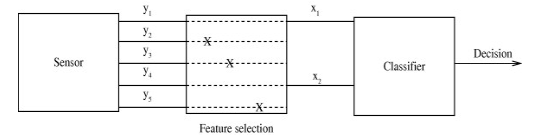 y1
x1
y2
X
y3
X
Sensor
Classifier
Decision
y4
x2
y5
X
Feature selection